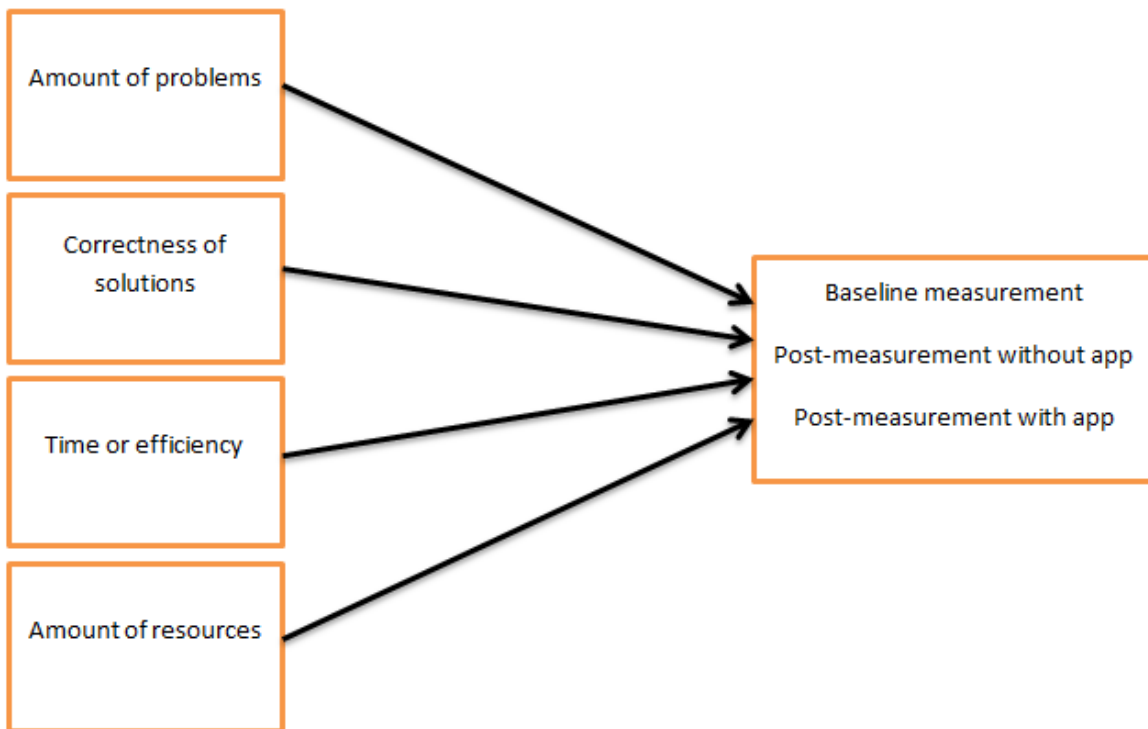 Amount of problems
Correctness of
solutions
Time or efficiency
Amount of resources
Baseline measurement
Post-measurement without app
Post-measurement with app